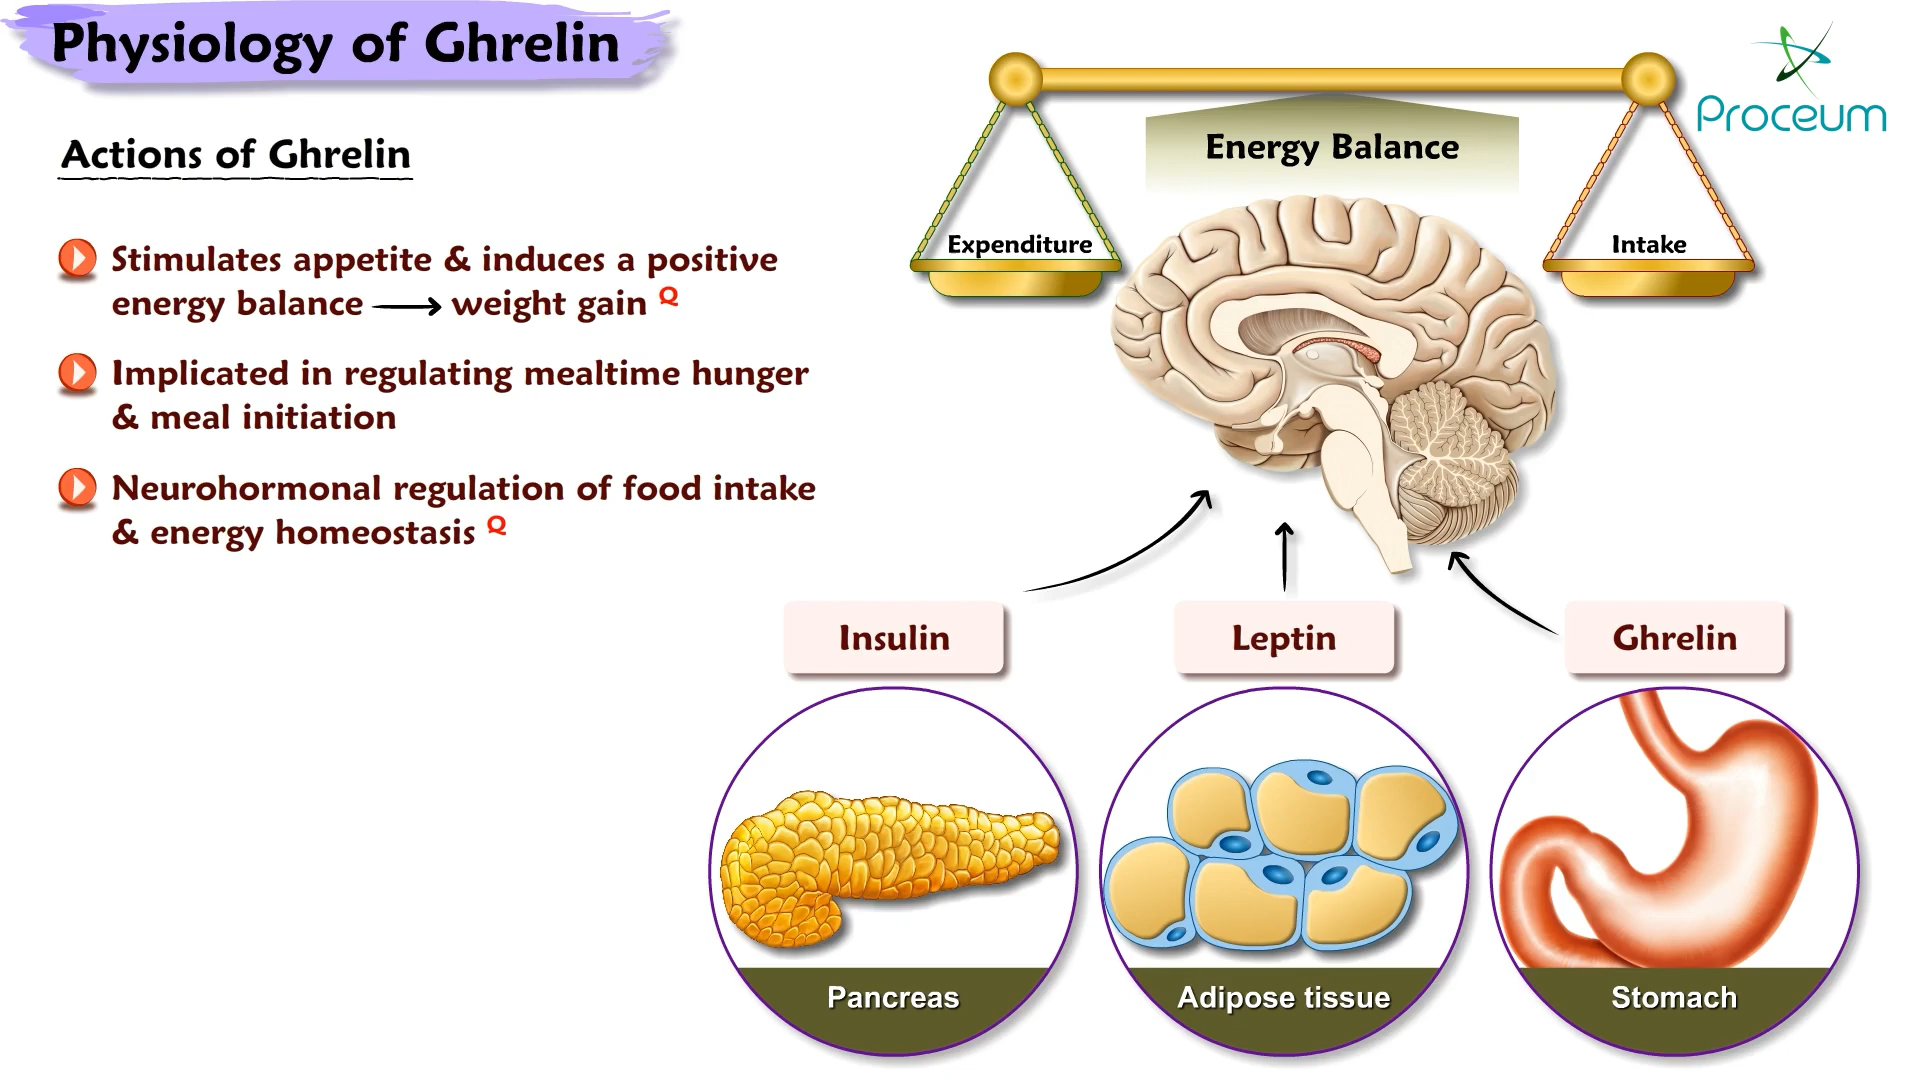 Physiology of Ghrelin
Proceum
Actions of Ghrelin
Stimulates appetite & induces a positive
energy balance → weight gain Q
Implicated in regulating mealtime hunger
& meal initiation
Neurohormonal regulation of food intake
& energy homeostasis Q
Energy Balance
Expenditure
Intake
Insulin
Leptin
Ghrelin
Pancreas
Adipose tissue
Stomach